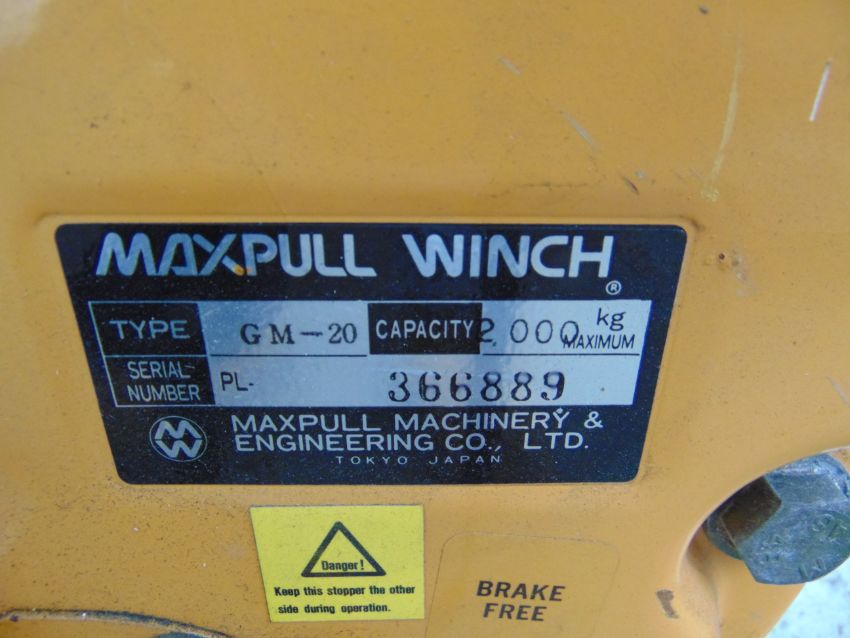 MAXPULL WINCH ®
TYPE GM-20 CAPACITY 2,000 kg MAXIMUM
SERIAL NUMBER PL- 366889
MAXPULL MACHINERY &
ENGINEERING CO., LTD.
TOKYO JAPAN
Danger!
Keep this stopper the other
side during operation.
BRAKE
FREE